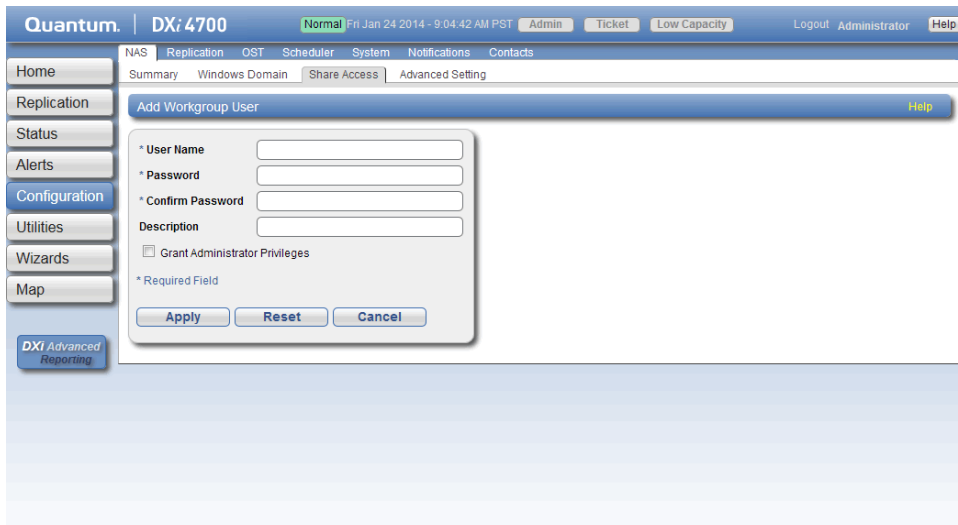 Quantum. DXi 4700 Normal Fri Jan 24 2014 - 9:04:42 AM PST Admin Ticket Low Capacity Logout Administrator Help
NAS Replication OST Scheduler System Notifications Contacts
Summary Windows Domain Share Access Advanced Setting
Home
Replication
Status
Alerts
Configuration
Utilities
Wizards
Map
DXi Advanced
Reporting
Add Workgroup User Help
* User Name
* Password
* Confirm Password
Description
Grant Administrator Privileges
* Required Field
Apply Reset Cancel